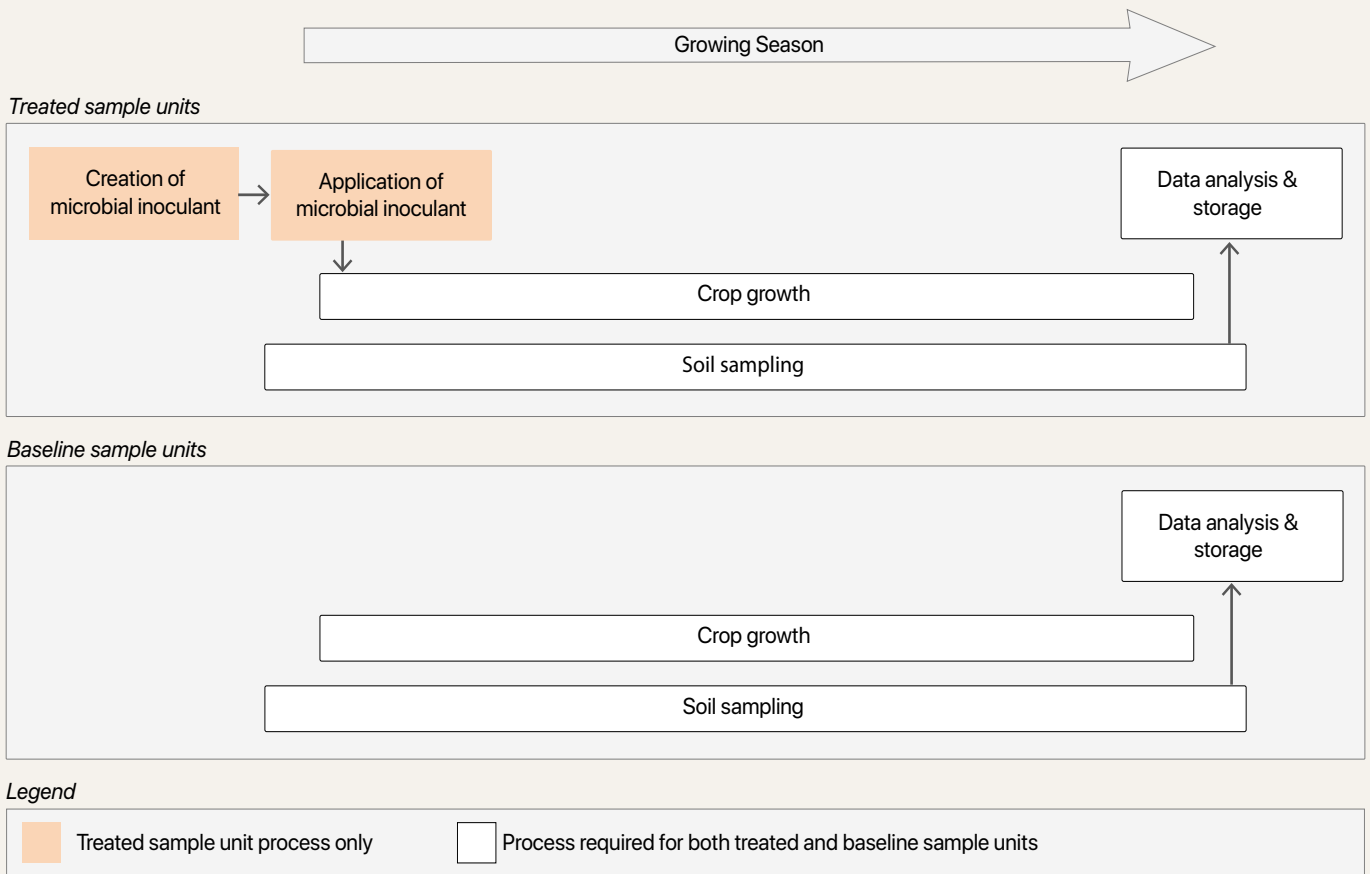 Growing Season
Treated sample units
Creation of
microbial inoculant
Application of
microbial inoculant
Data analysis &
storage
Crop growth
Soil sampling
Baseline sample units
Data analysis &
storage
Crop growth
Soil sampling
Legend
Treated sample unit process only
Process required for both treated and baseline sample units